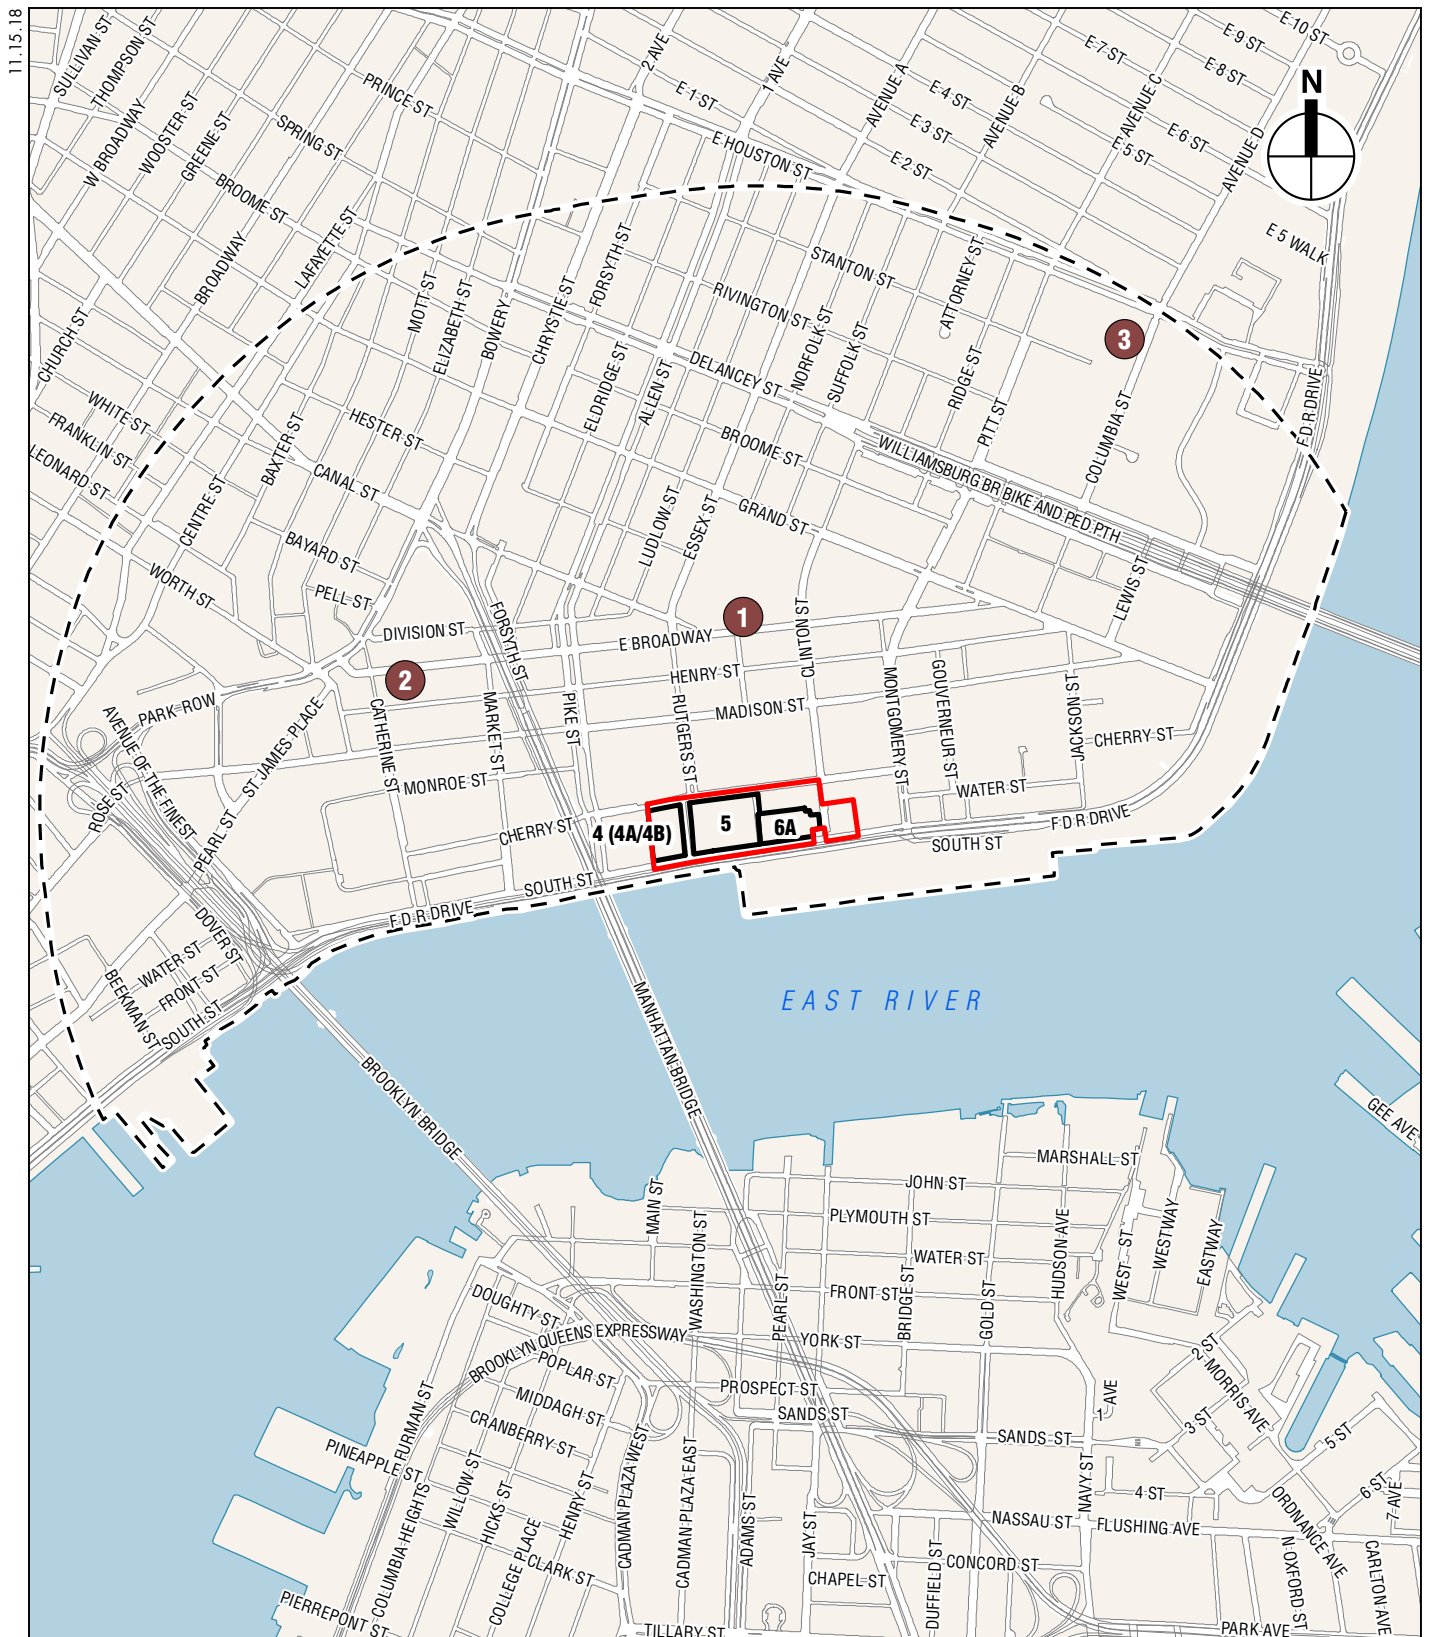 11.15.18
SULLIVAN ST
THOMPSON ST
W BROADWAY
WOOSTER ST
GREENE ST
PRINCE ST
SPRING ST
BROOME ST
BROADWAY
LAFAYETTE ST
CHURCH ST
2 AVE
1 AVE
E 1 ST
AVENUE A
E 4 ST
E 3 ST
E 2 ST
AVENUE B
E 7 ST
AVENUE C
E 9 ST
E 8 ST
E 10 ST
E 6 ST
E 5 ST
AVENUE D
N
E HOUSTON ST
E 5 WALK
STANTON ST
RIVINGTON ST
ATTORNEY ST
NORFOLK ST
SUFFOLK ST
RIDGE ST
PITT ST
3
F D R DRIVE
COLUMBIA ST
MOTT ST
ELIZABETH ST
BOWERY
CHRYSTIE ST
FORSYTH ST
ELDRIDGE ST
ALLEN ST
DELANCEY ST
BROOME ST
WILLIAMSBURG BR BIKE AND PED PTH
WHITE ST
FRANKLIN ST
LEONARD ST
BAXTER ST
HESTER ST
CANAL ST
CENTRE ST
BAYARD ST
WORTH ST
PELL ST
LUDLOW ST
ESSEX ST
GRAND ST
LEWIS ST
DIVISION ST
FORSYTH ST
E BROADWAY
1
CLINTON ST
2
HENRY ST
MADISON ST
PARK ROW
AVENUE OF THE FINEST
ST JAMES PLACE
CATHERINE ST
MARKET ST
PIKE ST
RUTGERS ST
MONTGOMERY ST
GOUVERNEUR ST
JACKSON ST
CHERRY ST
WATER ST
MONROE ST
ROSE ST
PEARL ST
CHERRY ST
4 (4A/4B)
5
6A
F D R DRIVE
SOUTH ST
SOUTH ST
F D R DRIVE
DOVER ST
WATER ST
FRONT ST
BEEKMAN ST
SOUTH ST
EAST RIVER
MANHATTAN BRIDGE
BROOKLYN BRIDGE
GEE AVE
MARSHALL ST
JOHN ST
MAIN ST
PLYMOUTH ST
WASHINGTON ST
WATER ST
HUDSON AVE
WEST ST
WESTWAY
EASTWAY
FRONT ST
PEARL ST
BRIDGE ST
GOLD ST
DOUGHTY ST
BROOKLYN QUEENS EXPRESSWAY
YORK ST
POPLAR ST
2 ST
MORRIS AVE
PROSPECT ST
MIDDAGH ST
SANDS ST
1 AVE
CRANBERRY ST
FURMAN ST
SANDS ST
3 ST
5 ST
PINEAPPLE ST
WILLOW ST
CADMAN PLAZA WEST
CADMAN PLAZA EAST
NAVY ST
4 ST
6 ST
7 AVE
COLUMBIA HEIGHTS
HICKS ST
HENRY ST
ADAMS ST
JAY ST
NASSAU ST
FLUSHING AVE
ORDNANCE AVE
COLLEGE PLACE
CLARK ST
CHAPEL ST
DUFFIELD ST
CONCORD ST
N OXFORD ST
CARLTON AVE
PIERREPONT ST
TILLARY ST
PARK AVE